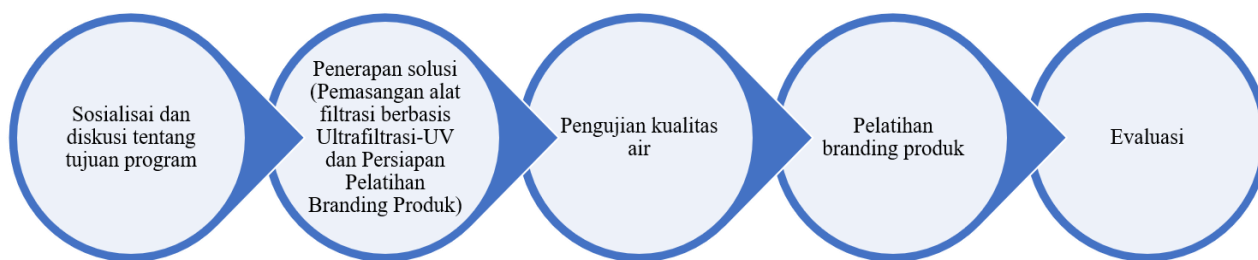 Sosialisai dan
diskusi tentang
tujuan program
Penerapan solusi
(Pemasangan alat
filtrasi berbasis
Ultrafiltrasi-UV
dan Persiapan
Pelatihan
Branding Produk)
Pengujian kualitas
air
Pelatihan
branding produk
Evaluasi